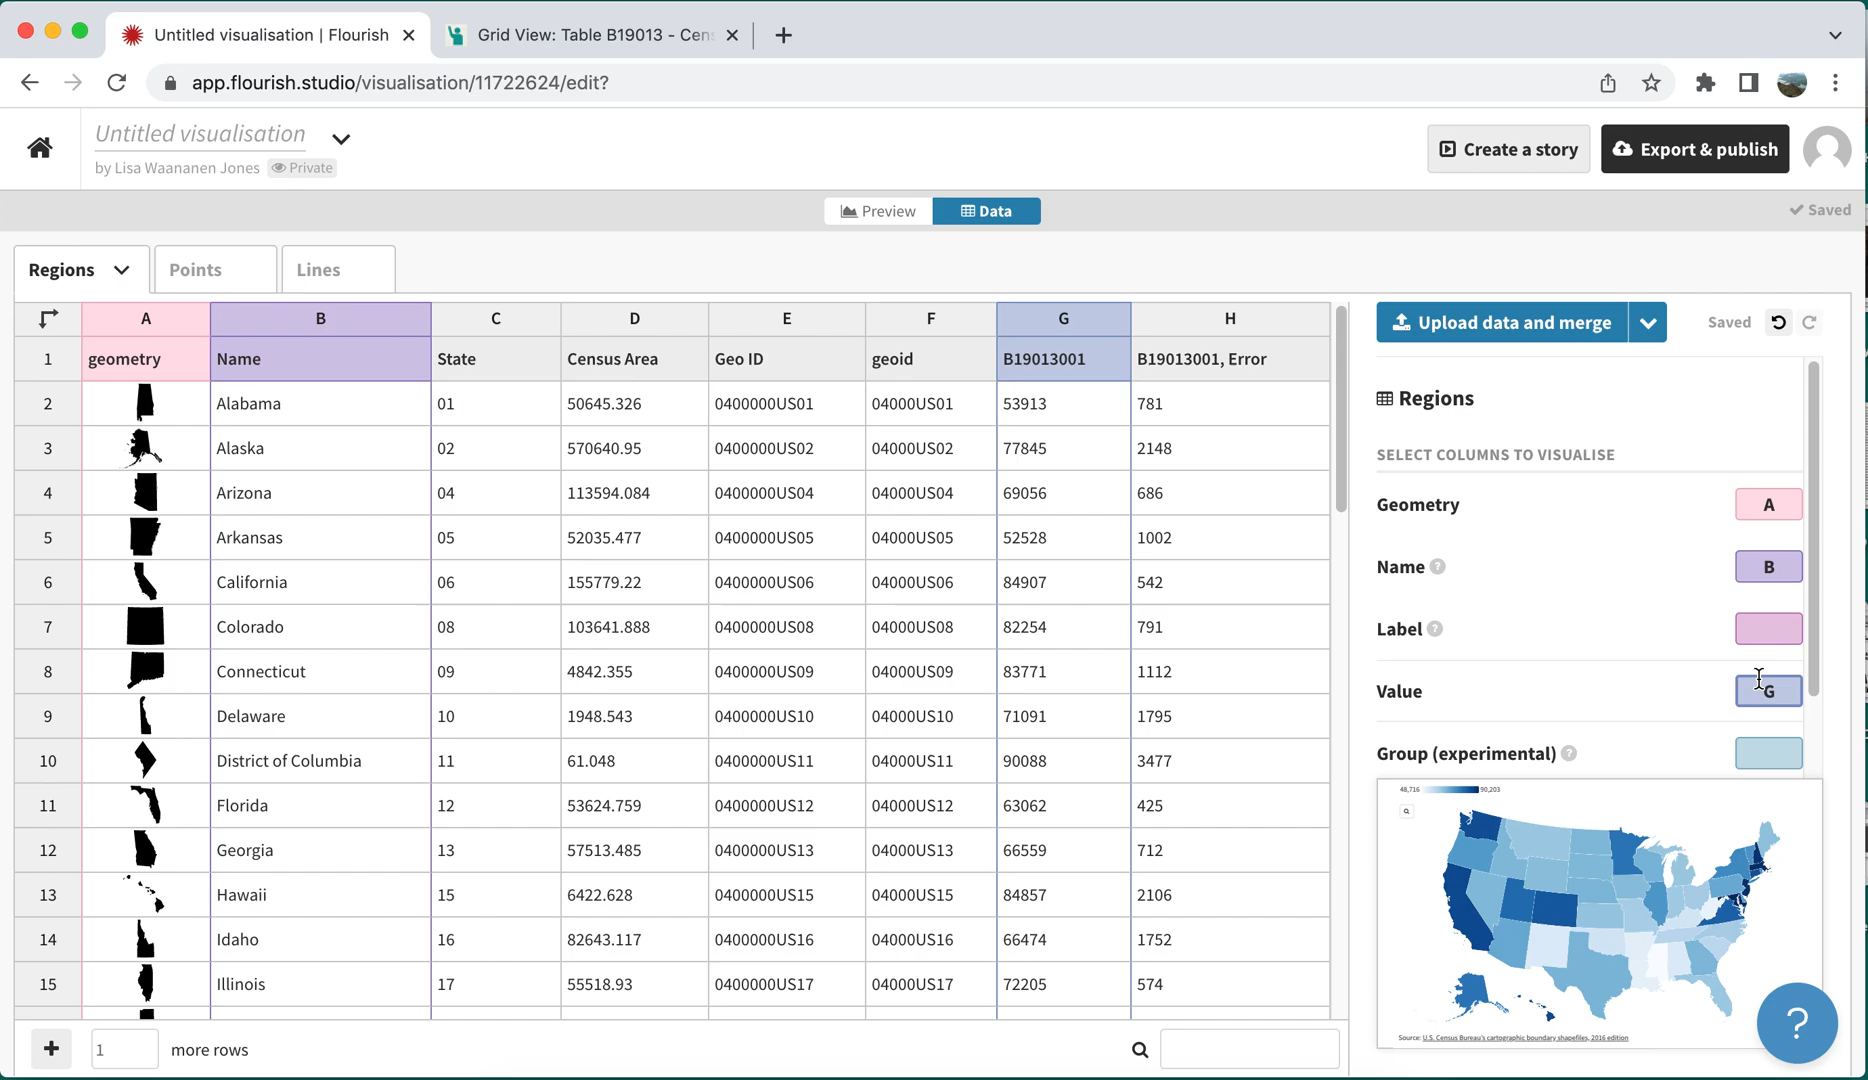 Untitled visualisation | Flourish
Grid View: Table B19013 - Cen
app.flourish.studio/visualisation/11722624/edit?
Untitled visualisation
by Lisa Waananen Jones Private
Create a story
Export & publish
Preview
Data
Saved
Regions
Points
Lines
A B C D E F G H
1 geometry Name State Census Area Geo ID geoid B19013001 B19013001, Error
2 Alabama 01 50645.326 0400000US01 04000US01 53913 781
3 Alaska 02 570640.95 0400000US02 04000US02 77845 2148
4 Arizona 04 113594.084 0400000US04 04000US04 69056 686
5 Arkansas 05 52035.477 0400000US05 04000US05 52528 1002
6 California 06 155779.22 0400000US06 04000US06 84907 542
7 Colorado 08 103641.888 0400000US08 04000US08 82254 791
8 Connecticut 09 4842.355 0400000US09 04000US09 83771 1112
9 Delaware 10 1948.543 0400000US10 04000US10 71091 1795
10 District of Columbia 11 61.048 0400000US11 04000US11 90088 3477
11 Florida 12 53624.759 0400000US12 04000US12 63062 425
12 Georgia 13 57513.485 0400000US13 04000US13 66559 712
13 Hawaii 15 6422.628 0400000US15 04000US15 84857 2106
14 Idaho 16 82643.117 0400000US16 04000US16 66474 1752
15 Illinois 17 55518.93 0400000US17 04000US17 72205 574
1 more rows
Upload data and merge
Saved
Regions
SELECT COLUMNS TO VISUALISE
Geometry A
Name ? B
Label ?
Value G
Group (experimental) ?
48,716 90,203
Source: U.S. Census Bureau's cartographic boundary shapefiles, 2016 edition
?